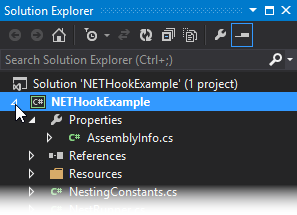 Solution Explorer
Search Solution Explorer (Ctrl+;)
Solution 'NETHookExample' (1 project)
C# NETHookExample
Properties
C# AssemblyInfo.cs
References
Resources
C# NestingConstants.cs